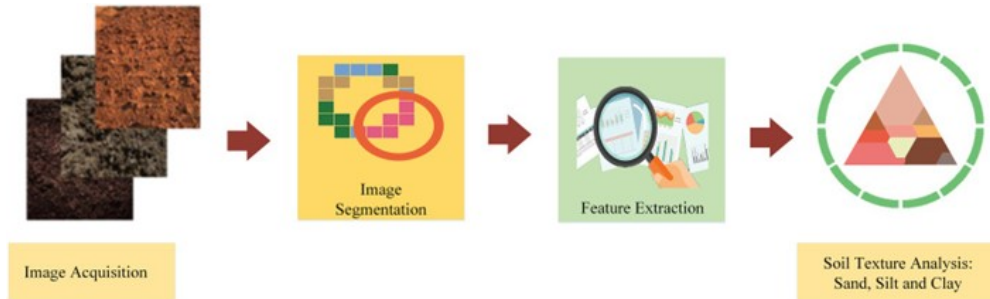 Image Acquisition
Image
Segmentation
Feature Extraction
Soil Texture Analysis:
Sand, Silt and Clay